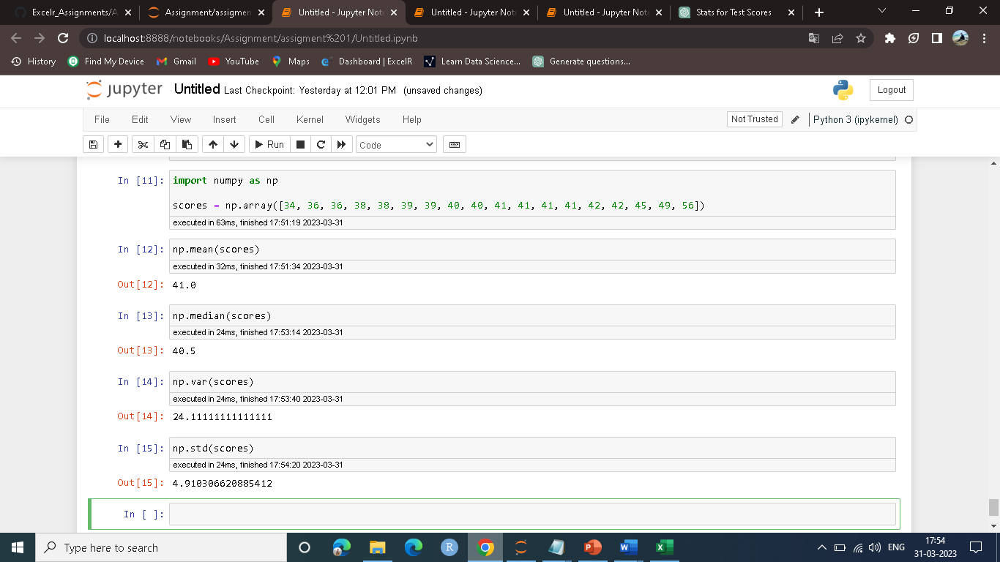 Excelr_Assignments/A
Assignment/assigmen
Untitled - Jupyter Not
Untitled - Jupyter Not
Untitled - Jupyter Not
Stats for Test Scores
localhost:8888/notebooks/Assignment/assigment%201/Untitled.ipynb
History
Find My Device
Gmail
YouTube
Maps
Dashboard | ExcelR
Learn Data Science...
Generate questions...
jupyter Untitled Last Checkpoint: Yesterday at 12:01 PM (unsaved changes)
Logout
File Edit View Insert Cell Kernel Widgets Help
Not Trusted
Python 3 (ipykernel)
Run
Code
In [11]: import numpy as np
scores = np.array([34, 36, 36, 38, 38, 39, 39, 40, 40, 41, 41, 41, 41, 42, 42, 45, 49, 56])
executed in 63ms, finished 17:51:19 2023-03-31
In [12]: np.mean(scores)
executed in 32ms, finished 17:51:34 2023-03-31
Out[12]: 41.0
In [13]: np.median(scores)
executed in 24ms, finished 17:53:14 2023-03-31
Out[13]: 40.5
In [14]: np.var(scores)
executed in 24ms, finished 17:53:40 2023-03-31
Out[14]: 24.11111111111111
In [15]: np.std(scores)
executed in 24ms, finished 17:54:20 2023-03-31
Out[15]: 4.910306620885412
In [ ]:
Type here to search
R
P
W
X
ENG
17:54
31-03-2023